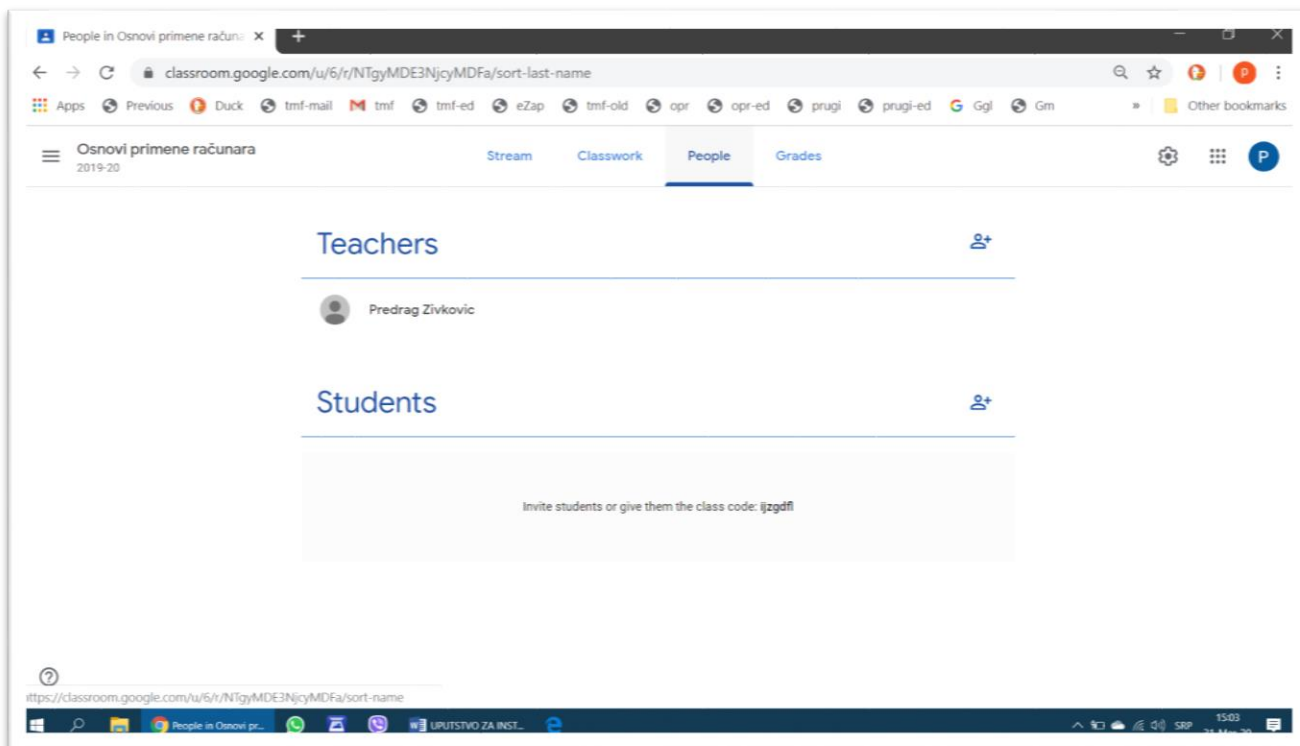 People in Osnovi primene računa
classroom.google.com/u/6/r/NTgyMDE3NjcyMDFa/sort-last-name
Apps Previous Duck tmf-mail tmf tmf-ed eZap tmf-old opr opr-ed prugi prugi-ed Ggl Gm » Other bookmarks
Osnovi primene računara
2019-20
Stream Classwork People Grades
P
Teachers
Predrag Zivkovic
Students
Invite students or give them the class code: ijzgdfl
ttps://classroom.google.com/u/6/r/NTgyMDE3NjcyMDFa/sort-name
People in Osnovi pr... UPUTSTVO ZA INST... SRP 15:03